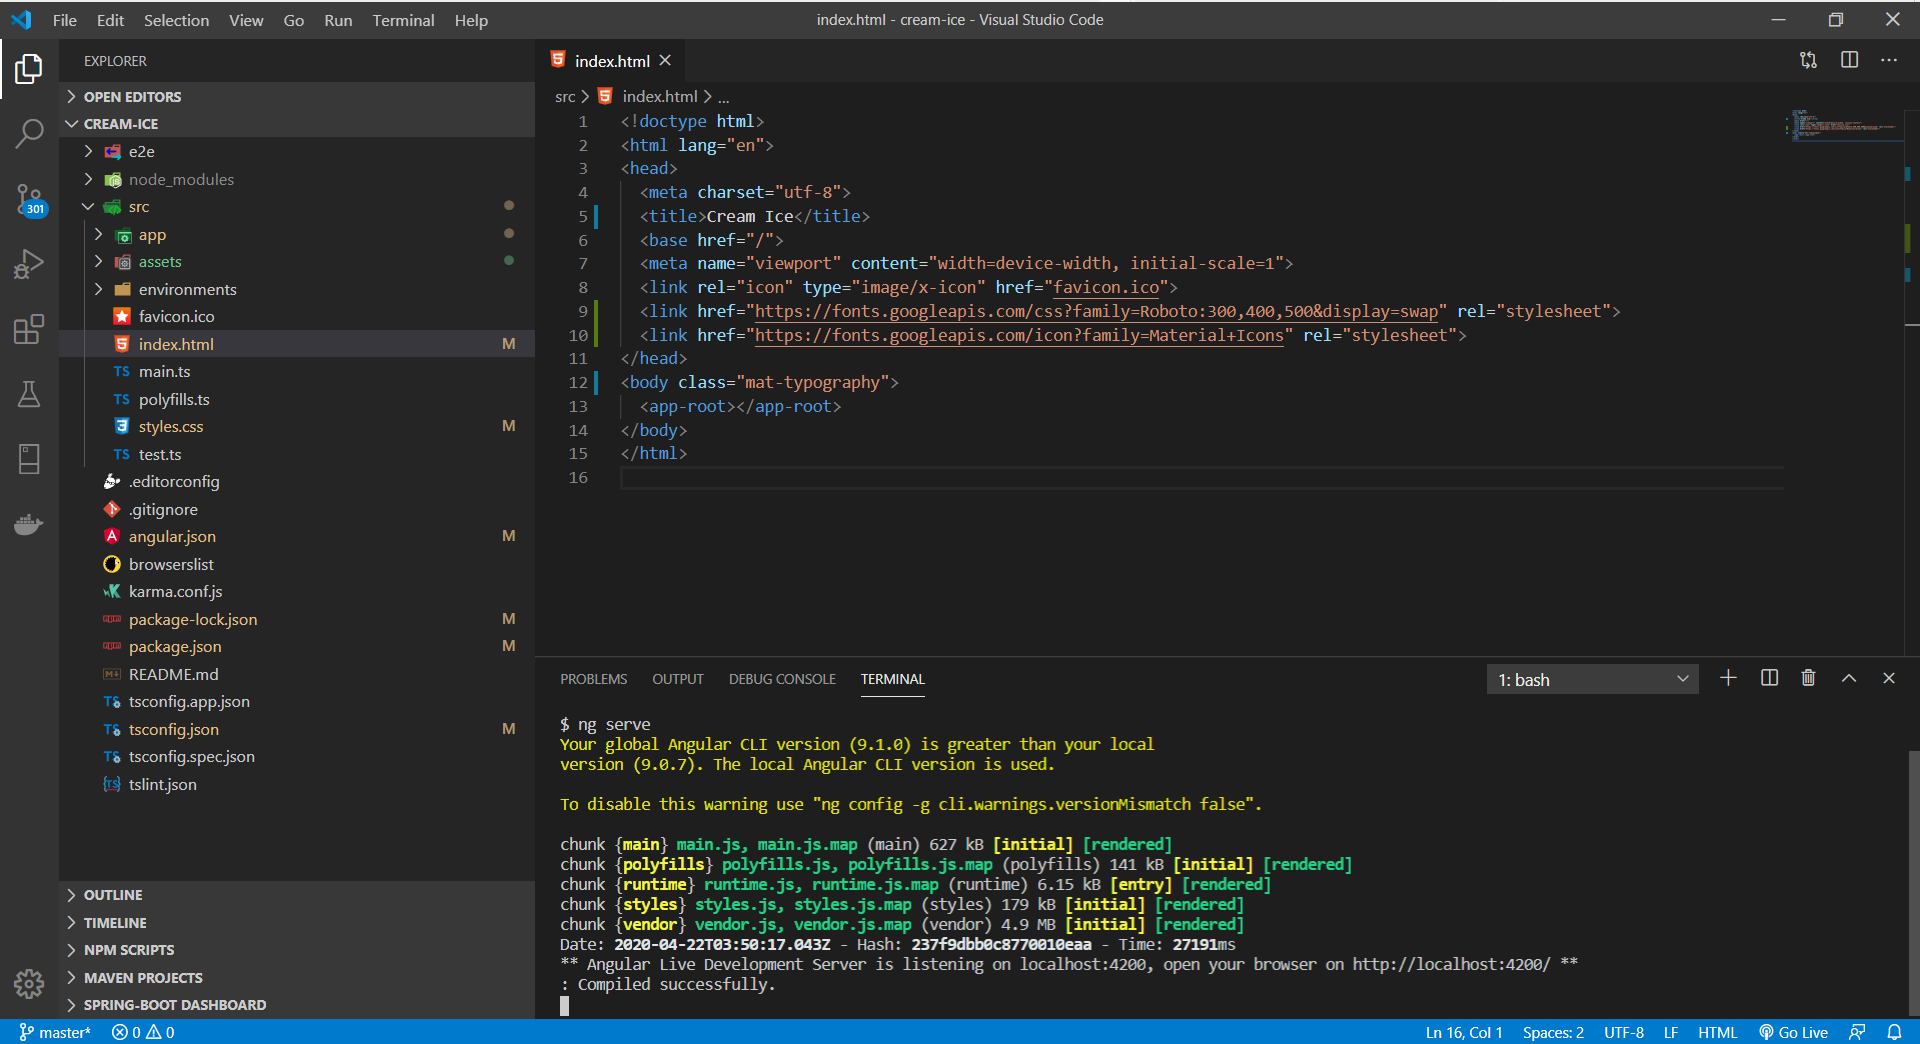 File Edit Selection View Go Run Terminal Help
index.html - cream-ice - Visual Studio Code
EXPLORER
OPEN EDITORS
CREAM-ICE
e2e
node_modules
src
app
assets
environments
favicon.ico
index.html M
TS main.ts
TS polyfills.ts
styles.css M
TS test.ts
.editorconfig
.gitignore
angular.json M
browserslist
karma.conf.js
package-lock.json M
package.json M
README.md
TS tsconfig.app.json
TS tsconfig.json M
TS tsconfig.spec.json
TS tslint.json
OUTLINE
TIMELINE
NPM SCRIPTS
MAVEN PROJECTS
SPRING-BOOT DASHBOARD
301
index.html
src > index.html > ...
1 <!doctype html>
2 <html lang="en">
3 <head>
4 <meta charset="utf-8">
5 <title>Cream Ice</title>
6 <base href="/">
7 <meta name="viewport" content="width=device-width, initial-scale=1">
8 <link rel="icon" type="image/x-icon" href="favicon.ico">
9 <link href="https://fonts.googleapis.com/css?family=Roboto:300,400,500&display=swap" rel="stylesheet">
10 <link href="https://fonts.googleapis.com/icon?family=Material+Icons" rel="stylesheet">
11 </head>
12 <body class="mat-typography">
13 <app-root></app-root>
14 </body>
15 </html>
16
PROBLEMS OUTPUT DEBUG CONSOLE TERMINAL
1: bash
$ ng serve
Your global Angular CLI version (9.1.0) is greater than your local
version (9.0.7). The local Angular CLI version is used.
To disable this warning use "ng config -g cli.warnings.versionMismatch false".
chunk {main} main.js, main.js.map (main) 627 kB [initial] [rendered]
chunk {polyfills} polyfills.js, polyfills.js.map (polyfills) 141 kB [initial] [rendered]
chunk {runtime} runtime.js, runtime.js.map (runtime) 6.15 kB [entry] [rendered]
chunk {styles} styles.js, styles.js.map (styles) 179 kB [initial] [rendered]
chunk {vendor} vendor.js, vendor.js.map (vendor) 4.9 MB [initial] [rendered]
Date: 2020-04-22T03:50:17.043Z - Hash: 237f9dbb0c8770010eaa - Time: 27191ms
** Angular Live Development Server is listening on localhost:4200, open your browser on http://localhost:4200/ **
: Compiled successfully.
master* 0 0
Ln 16, Col 1 Spaces: 2 UTF-8 LF HTML Go Live